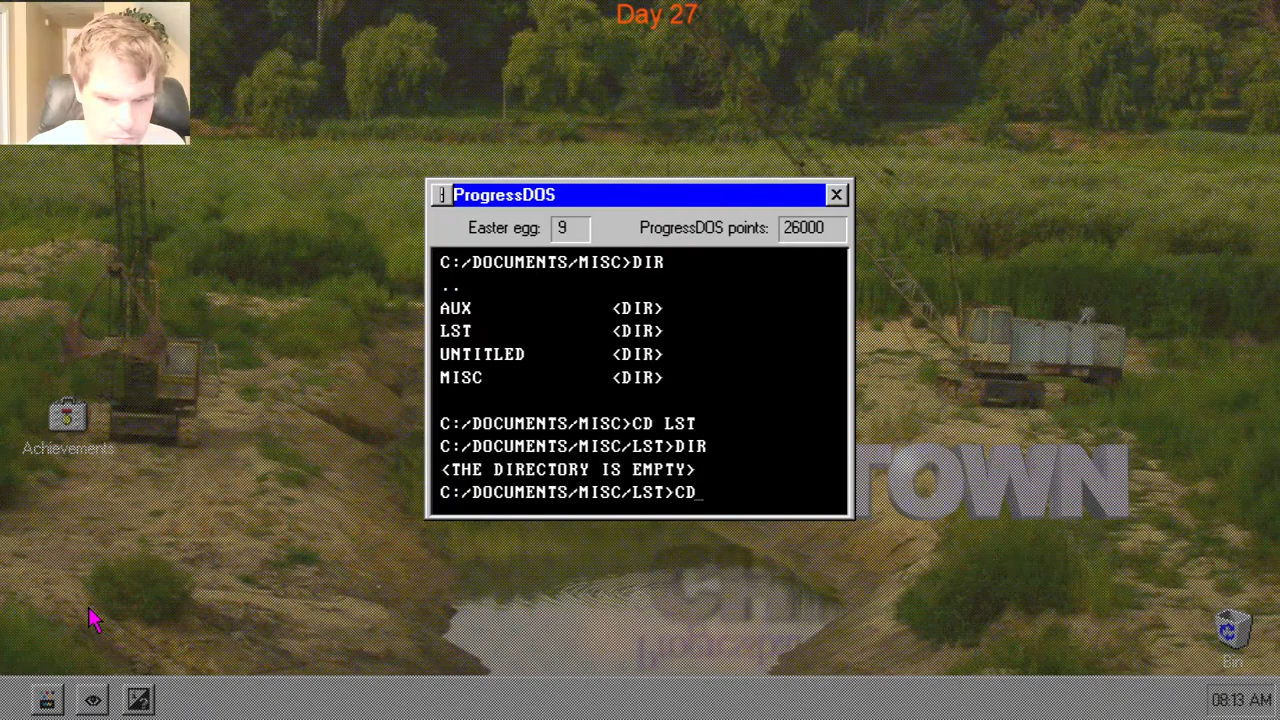 Day 27
ProgressDOS
Easter egg: 9 ProgressDOS points: 26000
C:/DOCUMENTS/MISC>DIR
..
AUX <DIR>
LST <DIR>
UNTITLED <DIR>
MISC <DIR>
C:/DOCUMENTS/MISC>CD LST
C:/DOCUMENTS/MISC/LST>DIR
<THE DIRECTORY IS EMPTY>
C:/DOCUMENTS/MISC/LST>CD_
Achievements
TOWN
Bin
08:13 AM